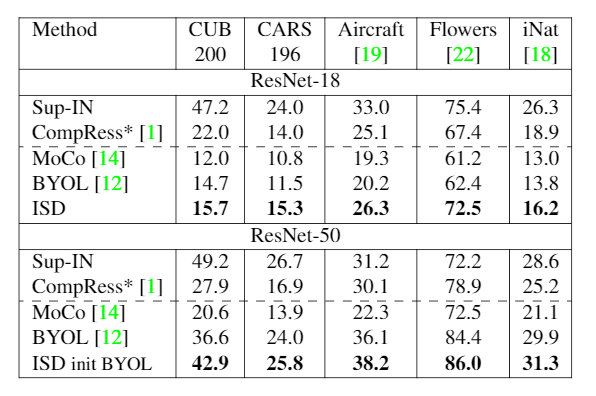 Method CUB CARS Aircraft Flowers iNat
200 196 [19] [22] [18]
ResNet-18
Sup-IN 47.2 24.0 33.0 75.4 26.3
CompRess* [1] 22.0 14.0 25.1 67.4 18.9
MoCo [14] 12.0 10.8 19.3 61.2 13.0
BYOL [12] 14.7 11.5 20.2 62.4 13.8
ISD 15.7 15.3 26.3 72.5 16.2
ResNet-50
Sup-IN 49.2 26.7 31.2 72.2 28.6
CompRess* [1] 27.9 16.9 30.1 78.9 25.2
MoCo [14] 20.6 13.9 22.3 72.5 21.1
BYOL [12] 36.6 24.0 36.1 84.4 29.9
ISD init BYOL 42.9 25.8 38.2 86.0 31.3